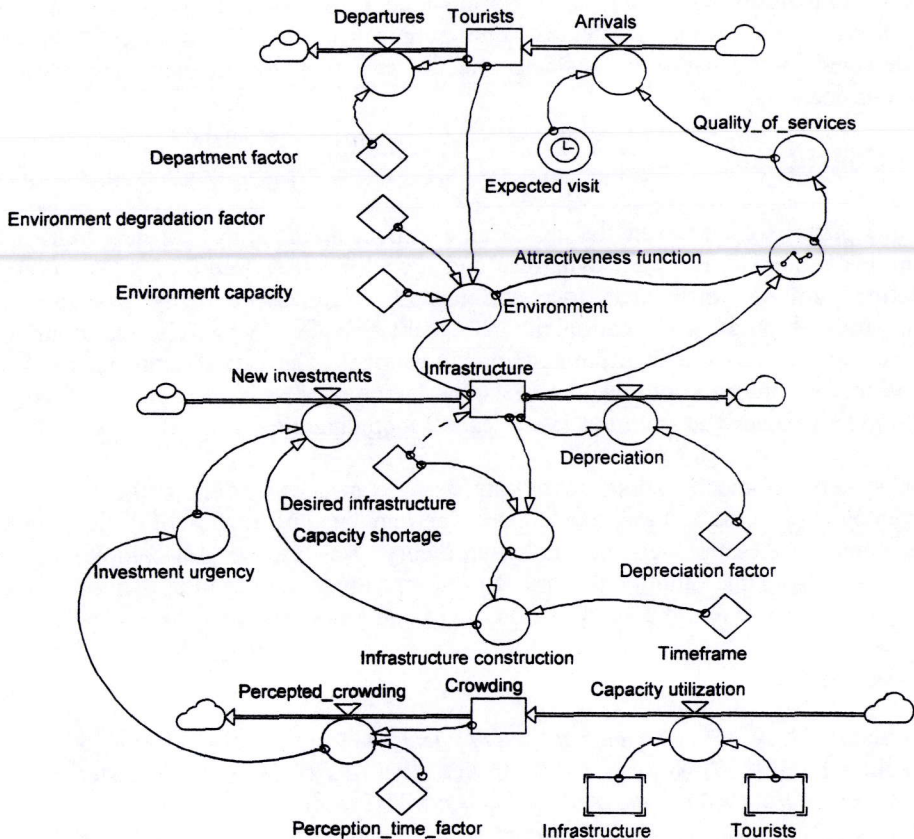 Departures
Tourists
Arrivals
Quality_of_services
Department factor
Expected visit
Environment degradation factor
Attractiveness function
Environment capacity
Environment
New investments
Infrastructure
Desired infrastructure
Depreciation
Capacity shortage
Investment urgency
Depreciation factor
Infrastructure construction
Timeframe
Percepted_crowding
Crowding
Capacity utilization
Perception_time_factor
Infrastructure
Tourists